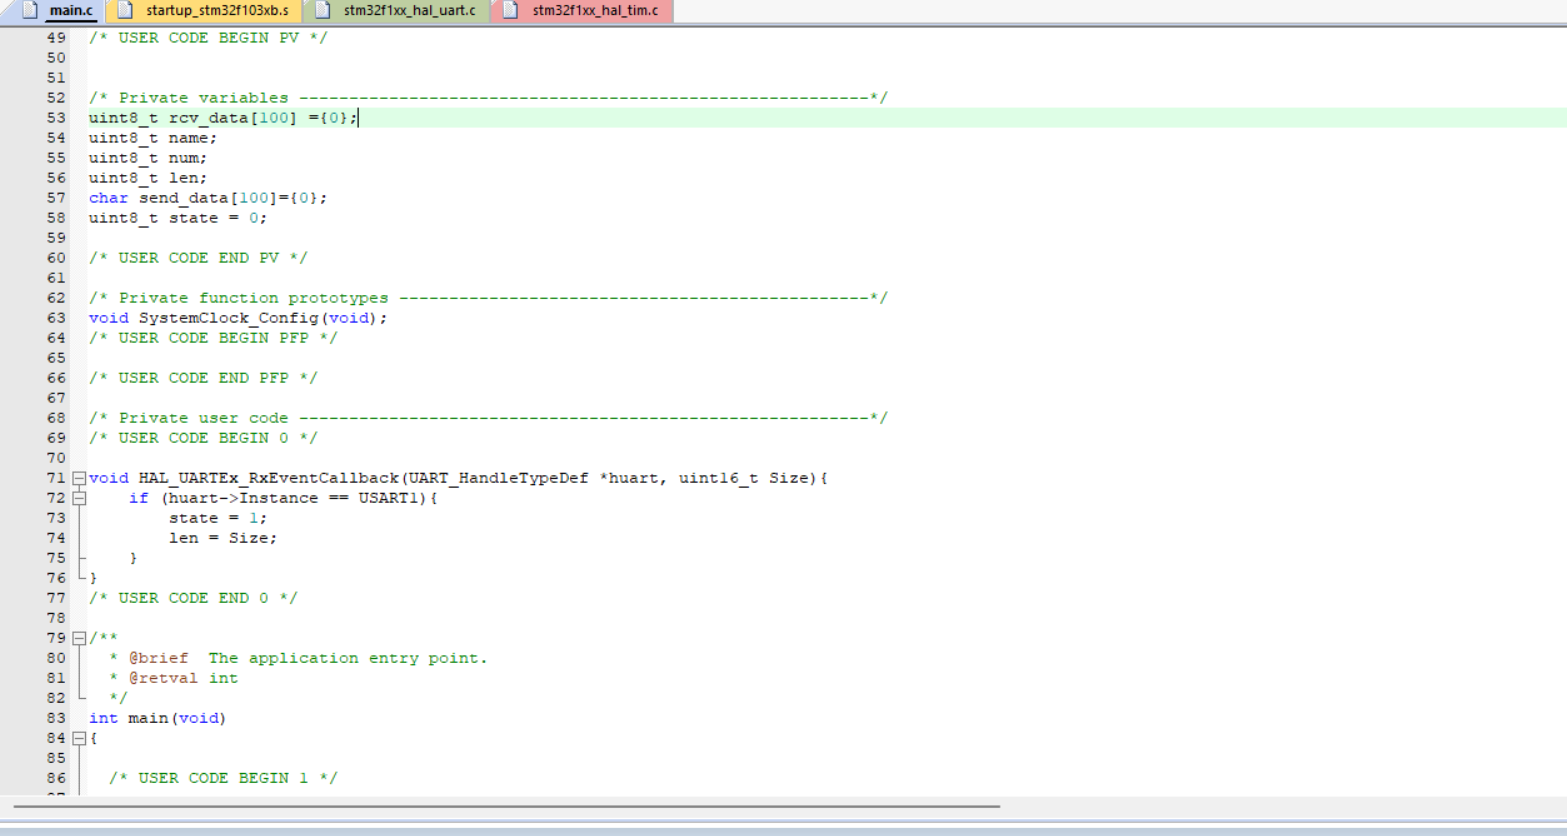 main.c startup_stm32f103xb.s stm32f1xx_hal_uart.c stm32f1xx_hal_tim.c
49 /* USER CODE BEGIN PV */
50
51
52 /* Private variables ---------------------------------------------------------*/
53 uint8_t rcv_data[100] ={0};
54 uint8_t name;
55 uint8_t num;
56 uint8_t len;
57 char send_data[100]={0};
58 uint8_t state = 0;
59
60 /* USER CODE END PV */
61
62 /* Private function prototypes -----------------------------------------------*/
63 void SystemClock_Config(void);
64 /* USER CODE BEGIN PFP */
65
66 /* USER CODE END PFP */
67
68 /* Private user code ---------------------------------------------------------*/
69 /* USER CODE BEGIN 0 */
70
71 void HAL_UARTEx_RxEventCallback(UART_HandleTypeDef *huart, uint16_t Size){
72     if (huart->Instance == USART1){
73         state = 1;
74         len = Size;
75     }
76 }
77 /* USER CODE END 0 */
78
79 /**
80   * @brief  The application entry point.
81   * @retval int
82   */
83 int main(void)
84 {
85
86   /* USER CODE BEGIN 1 */